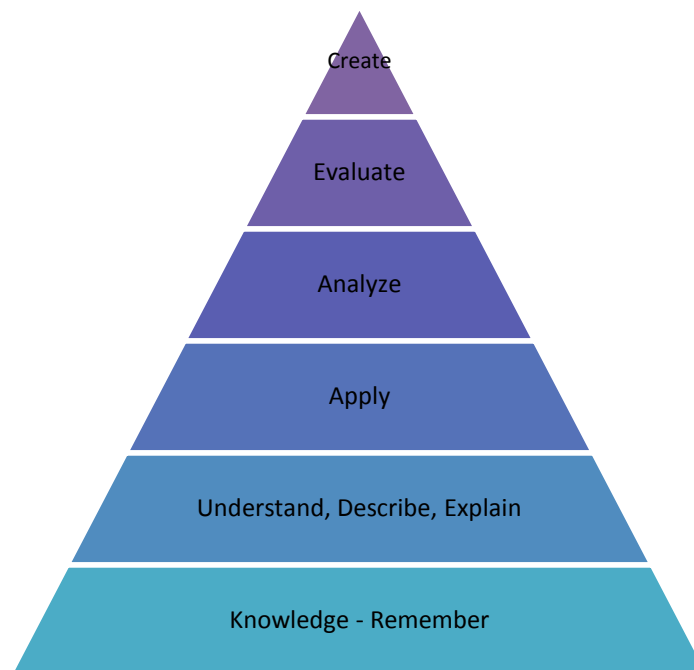 Create
Evaluate
Analyze
Apply
Understand, Describe, Explain
Knowledge - Remember